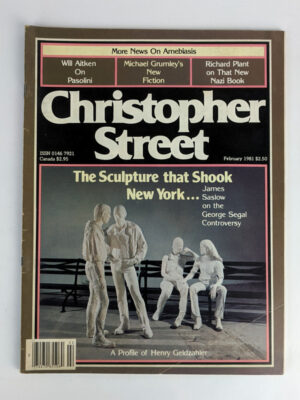 More News On Amebiasis
Will Aitken
On
Pasolini
Michael Grumley's
New
Fiction
Richard Plant
on That New
Nazi Book
Christopher
Street
ISSN 0146 7921
Canada $2.95
February 1981 $2.50
The Sculpture that Shook
New York...
James
Saslow
on the
George Segal
Controversy
A Profile of Henry Geldzahler